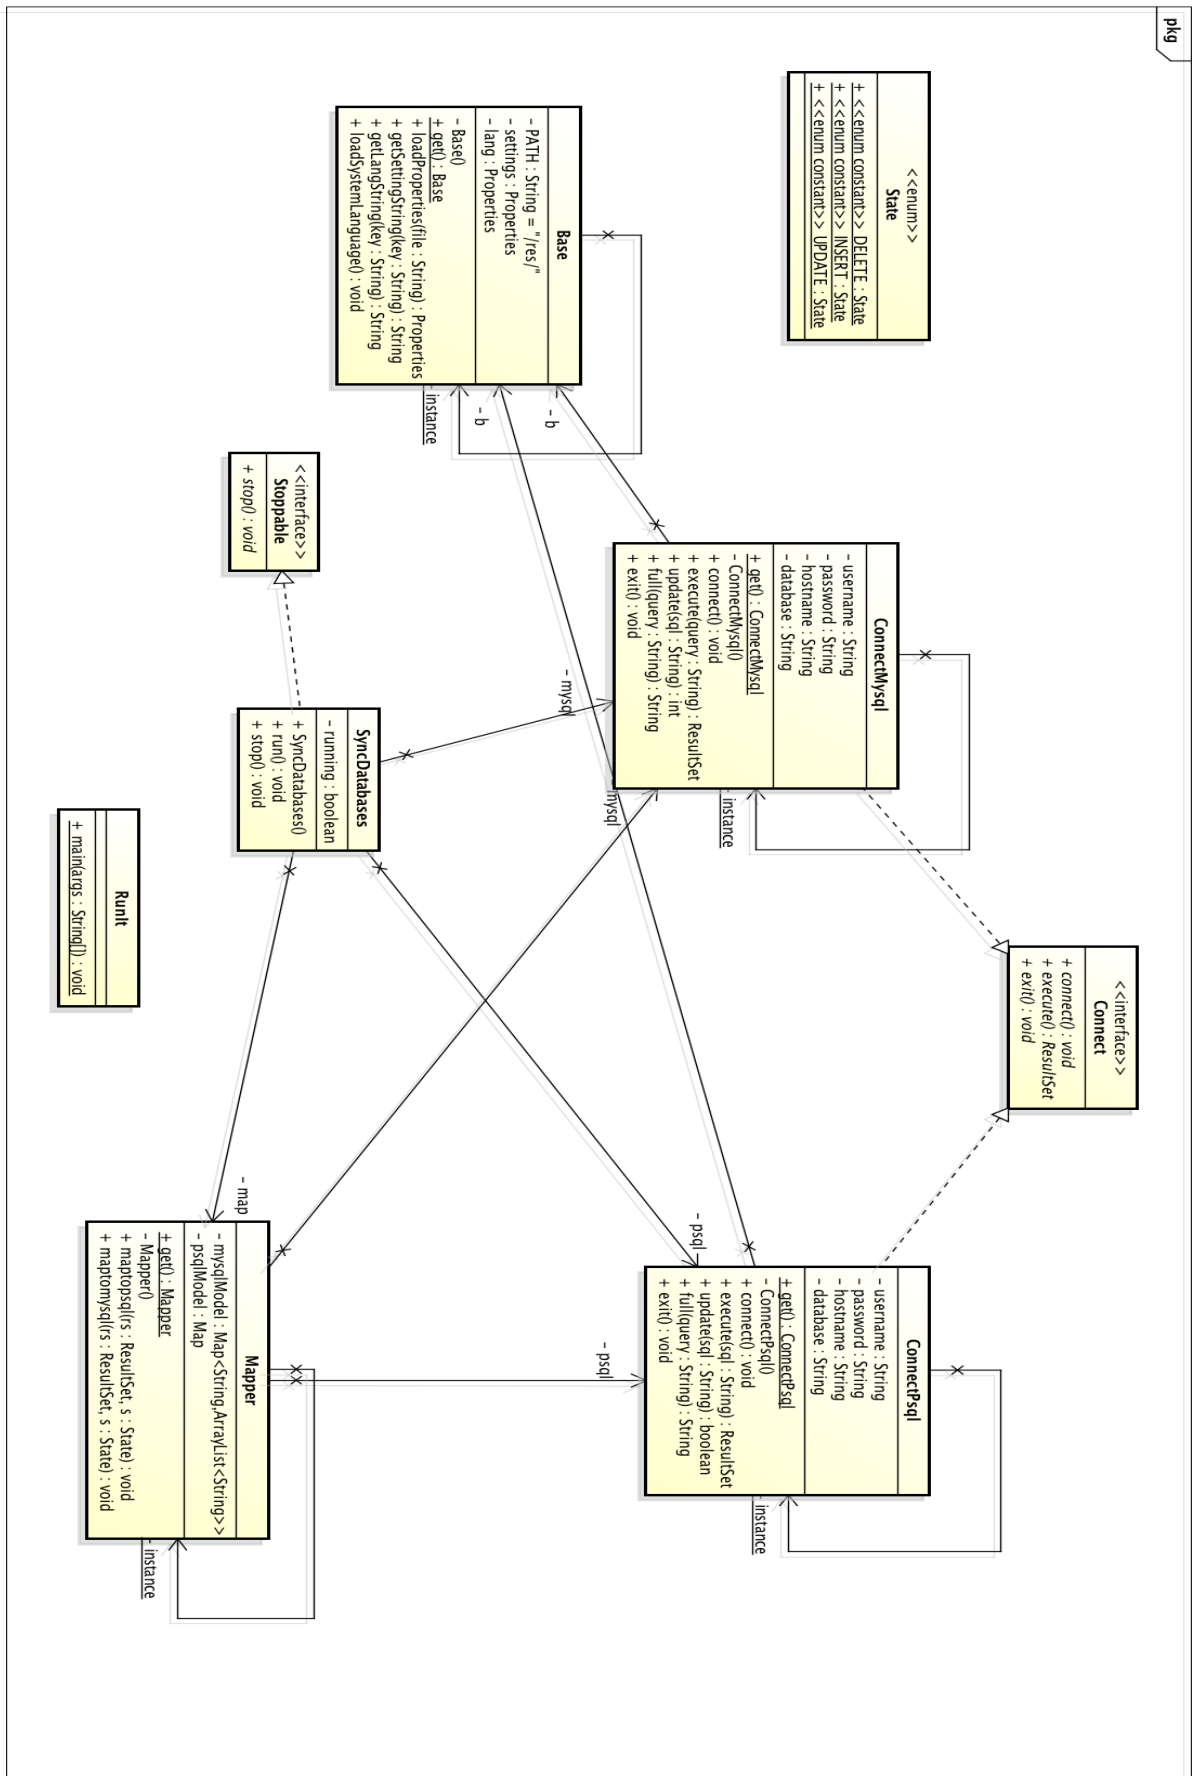 pkg
<<enum>>
State
+ <<enum constant>> DELETE : State
+ <<enum constant>> INSERT : State
+ <<enum constant>> UPDATE : State
<<interface>>
Connect
+ connect() : void
+ execute() : ResultSet
+ exit() : void
ConnectMysql
- username : String
- password : String
- hostname : String
- database : String
+ get() : ConnectMysql
- ConnectMysql()
+ connect() : void
+ execute(query : String) : ResultSet
+ update(sql : String) : int
+ full(query : String) : String
+ exit() : void
- instance
ConnectPsql
- username : String
- password : String
- hostname : String
- database : String
+ get() : ConnectPsql
- ConnectPsql()
+ connect() : void
+ execute(sql : String) : ResultSet
+ update(sql : String) : boolean
+ full(query : String) : String
+ exit() : void
- instance
Base
- PATH : String = "/res/"
- settings : Properties
- lang : Properties
- Base()
+ get() : Base
+ loadProperties(file : String) : Properties
+ getSettingString(key : String) : String
+ getLangString(key : String) : String
+ loadSystemLanguage() : void
- b
- b
- instance
- mysql
- mysql
- psql
- psql
<<interface>>
Stoppable
+ stop() : void
SyncDatabases
- running : boolean
+ SyncDatabases()
+ run() : void
+ stop() : void
- map
Mapper
- mysqlModel : Map<String,ArrayList<String>>
- psqlModel : Map
+ get() : Mapper
- Mapper()
+ maptopsql(rs : ResultSet, s : State) : void
+ maptomysql(rs : ResultSet, s : State) : void
- instance
RunIt
+ main(args : String[]) : void